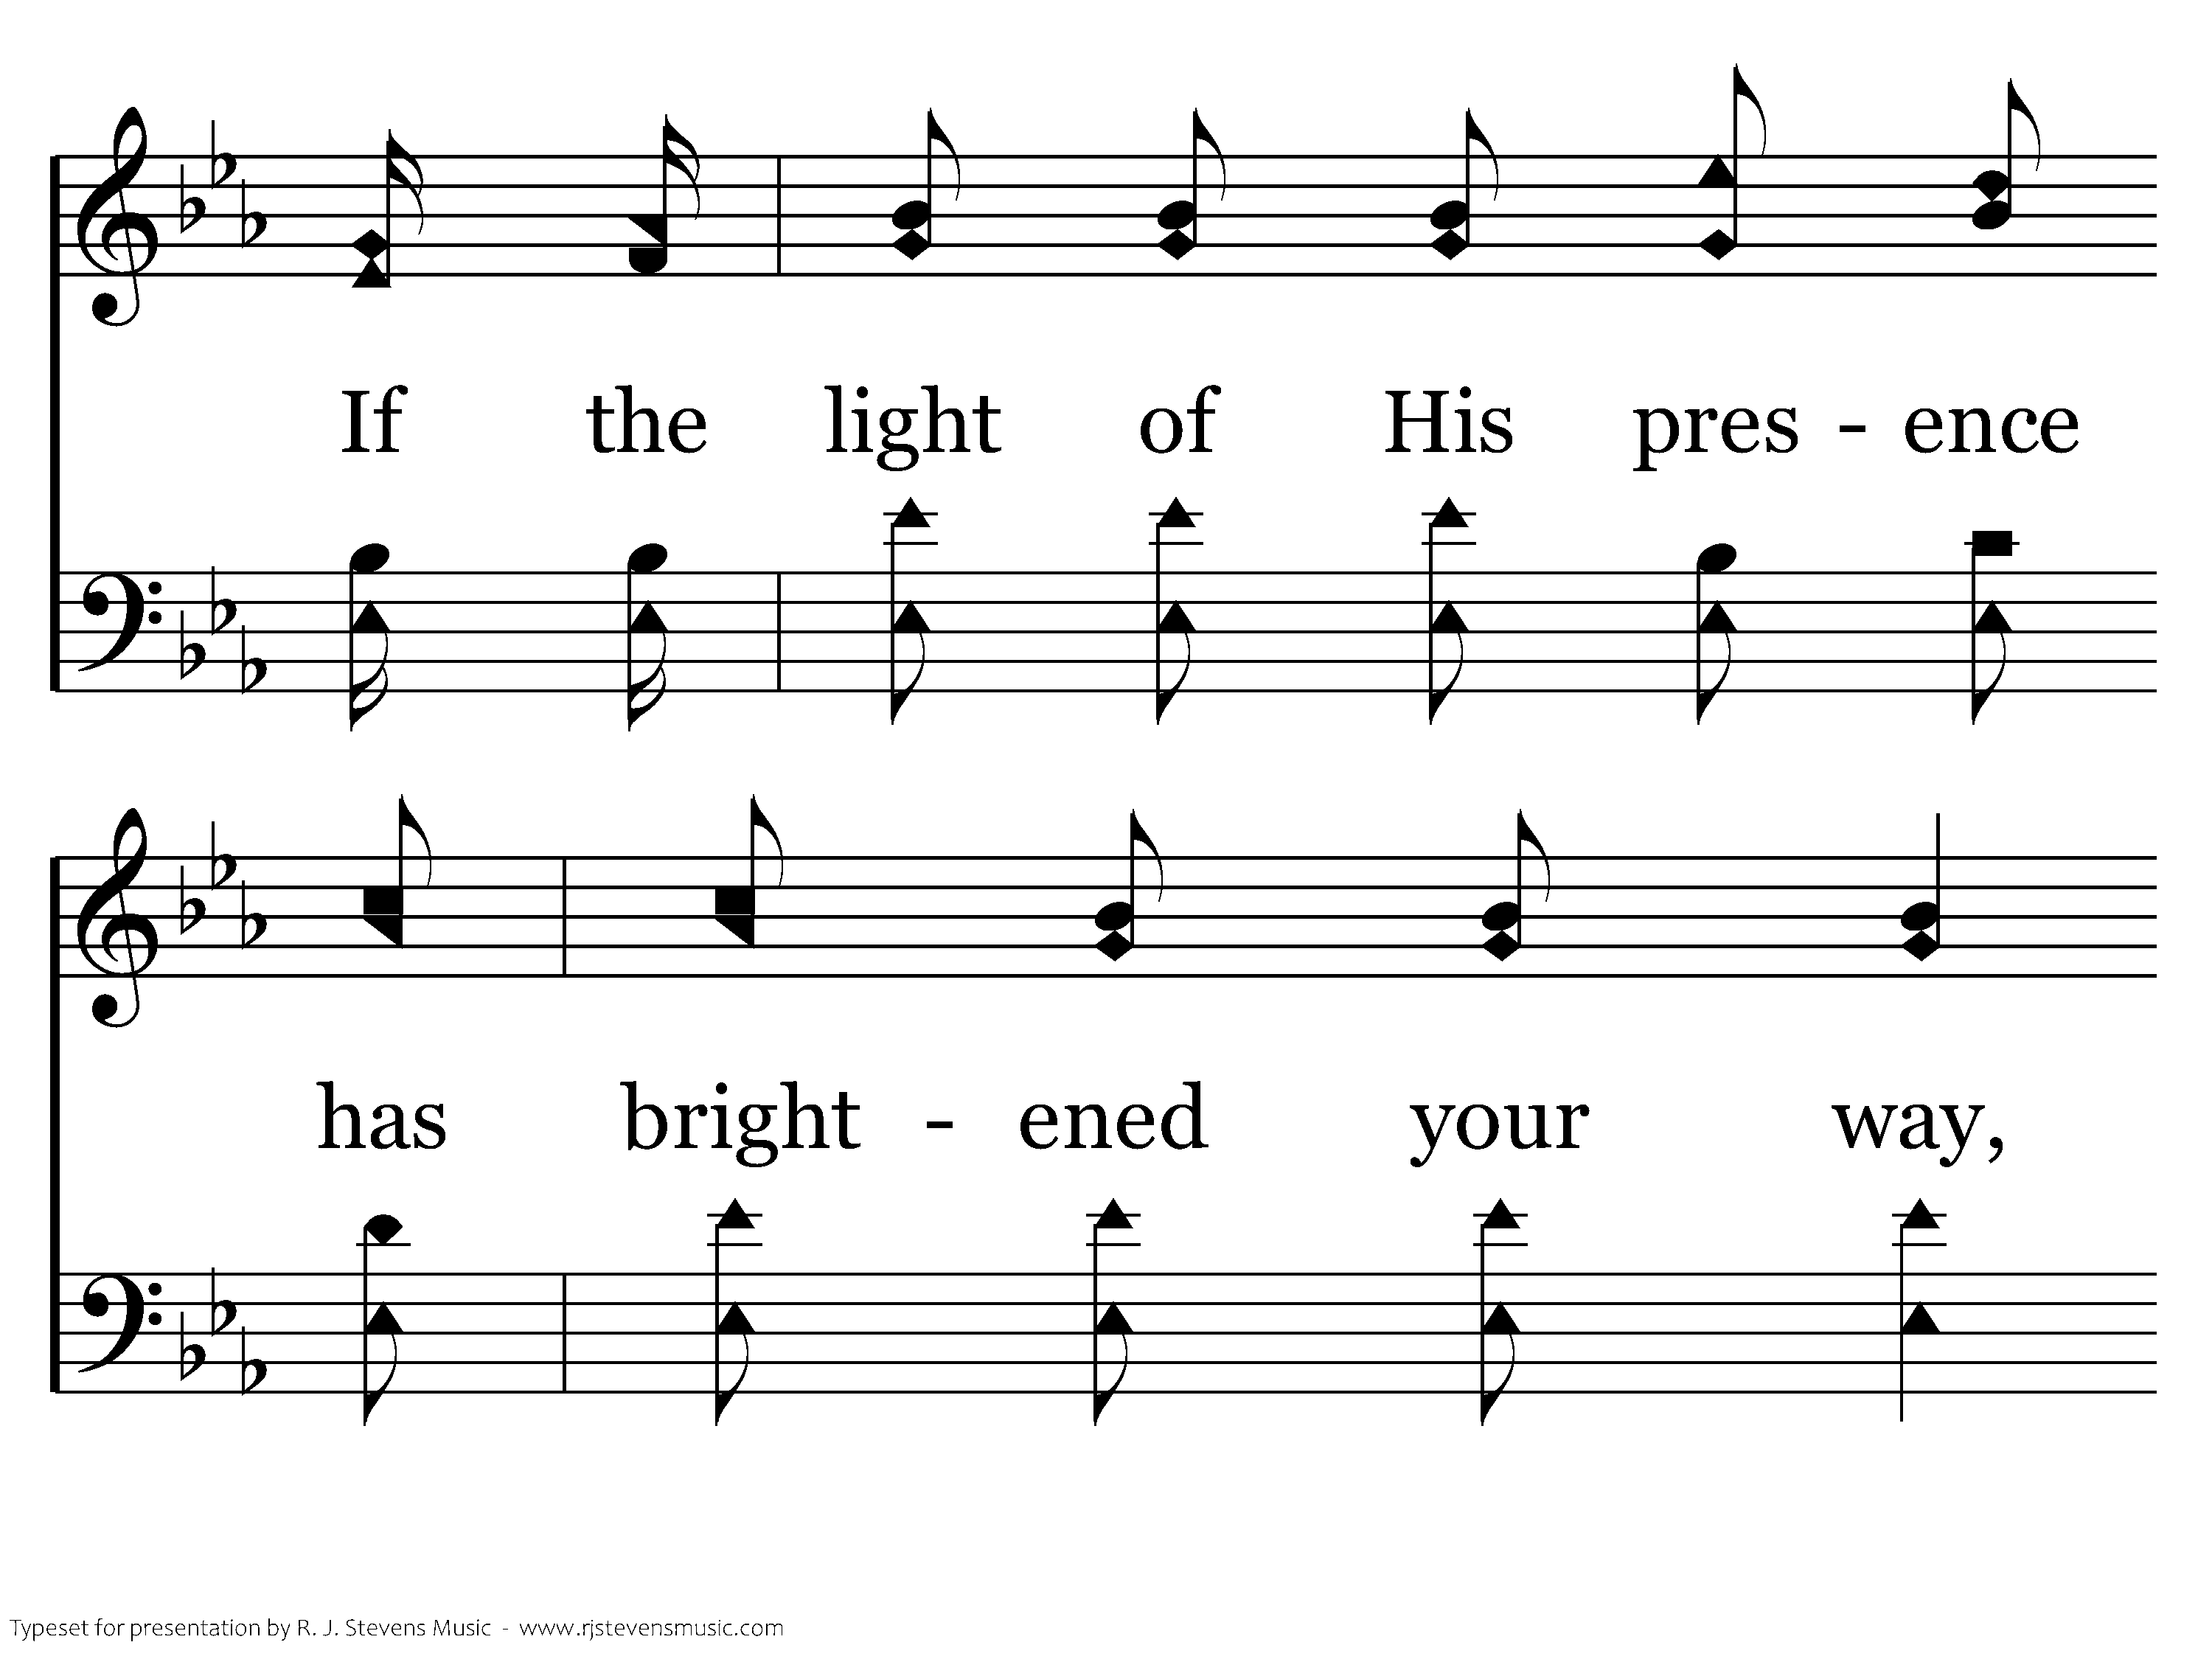 If the light of His pres - ence
has bright - ened your way,
Typeset for presentation by R. J. Stevens Music - www.rjstevensmusic.com